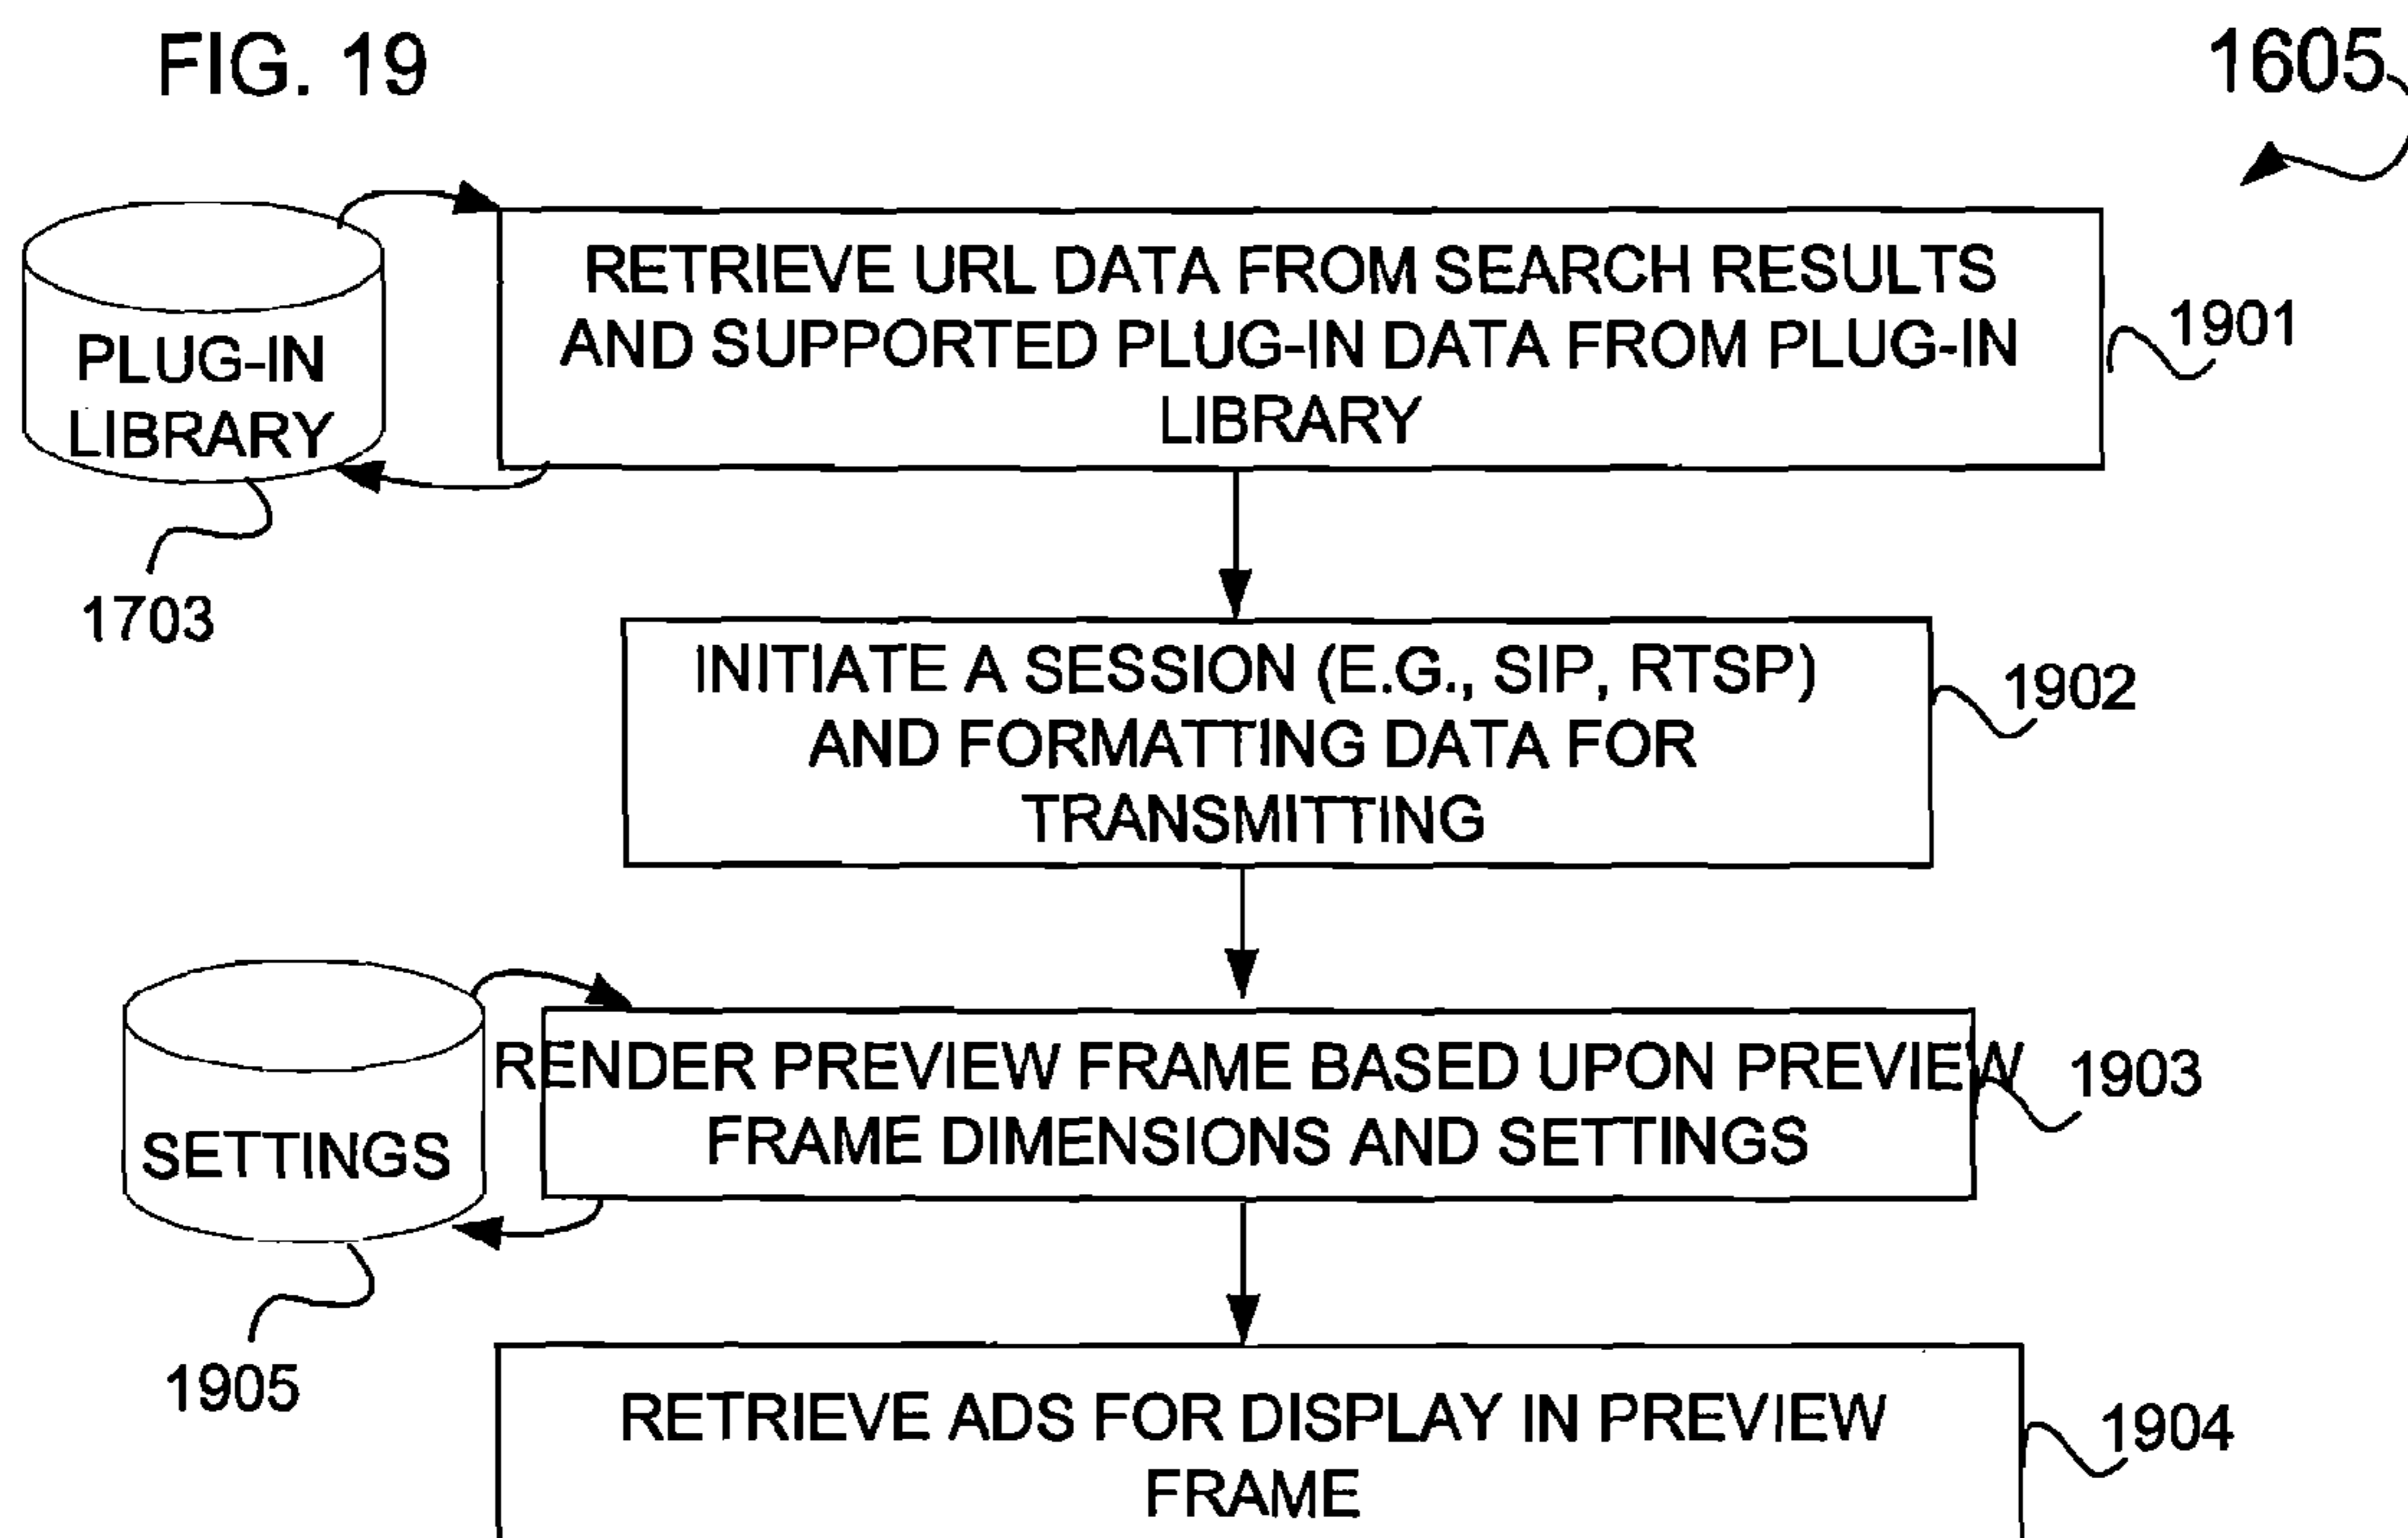 FIG. 19
1605
RETRIEVE URL DATA FROM SEARCH RESULTS
AND SUPPORTED PLUG-IN DATA FROM PLUG-IN
LIBRARY
1901
PLUG-IN
LIBRARY
1703
INITIATE A SESSION (E.G., SIP, RTSP)
AND FORMATTING DATA FOR
TRANSMITTING
1902
RENDER PREVIEW FRAME BASED UPON PREVIEW
FRAME DIMENSIONS AND SETTINGS
1903
SETTINGS
1905
RETRIEVE ADS FOR DISPLAY IN PREVIEW
FRAME
1904